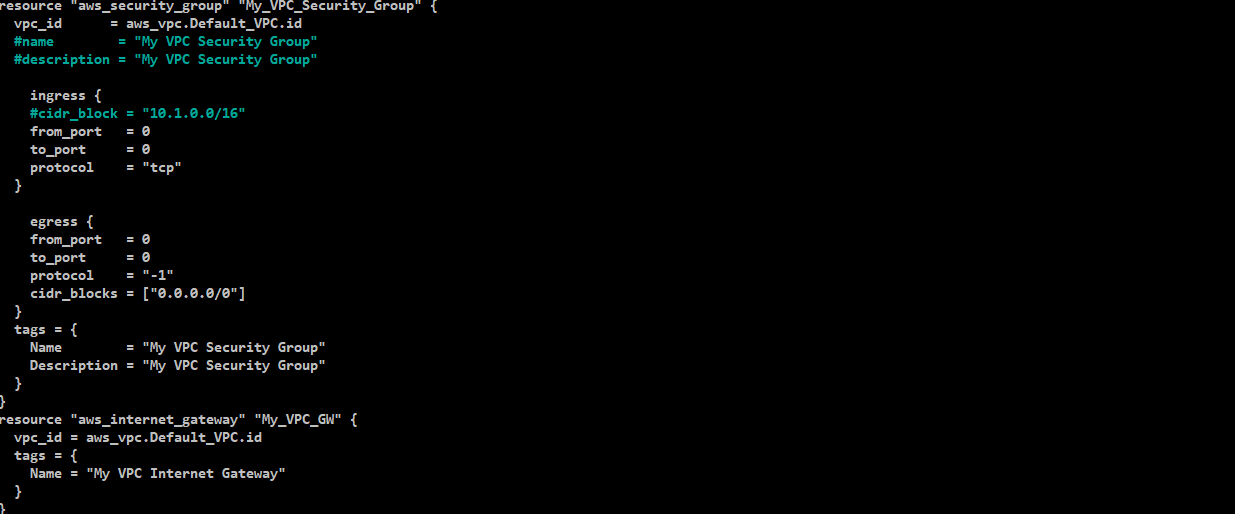 resource "aws_security_group" "My_VPC_Security_Group" {
  vpc_id      = aws_vpc.Default_VPC.id
  #name        = "My VPC Security Group"
  #description = "My VPC Security Group"

    ingress {
    #cidr_block = "10.1.0.0/16"
    from_port   = 0
    to_port     = 0
    protocol    = "tcp"
  }

    egress {
    from_port   = 0
    to_port     = 0
    protocol    = "-1"
    cidr_blocks = ["0.0.0.0/0"]
  }
  tags = {
    Name        = "My VPC Security Group"
    Description = "My VPC Security Group"
  }
}
resource "aws_internet_gateway" "My_VPC_GW" {
  vpc_id = aws_vpc.Default_VPC.id
  tags = {
    Name = "My VPC Internet Gateway"
  }
}